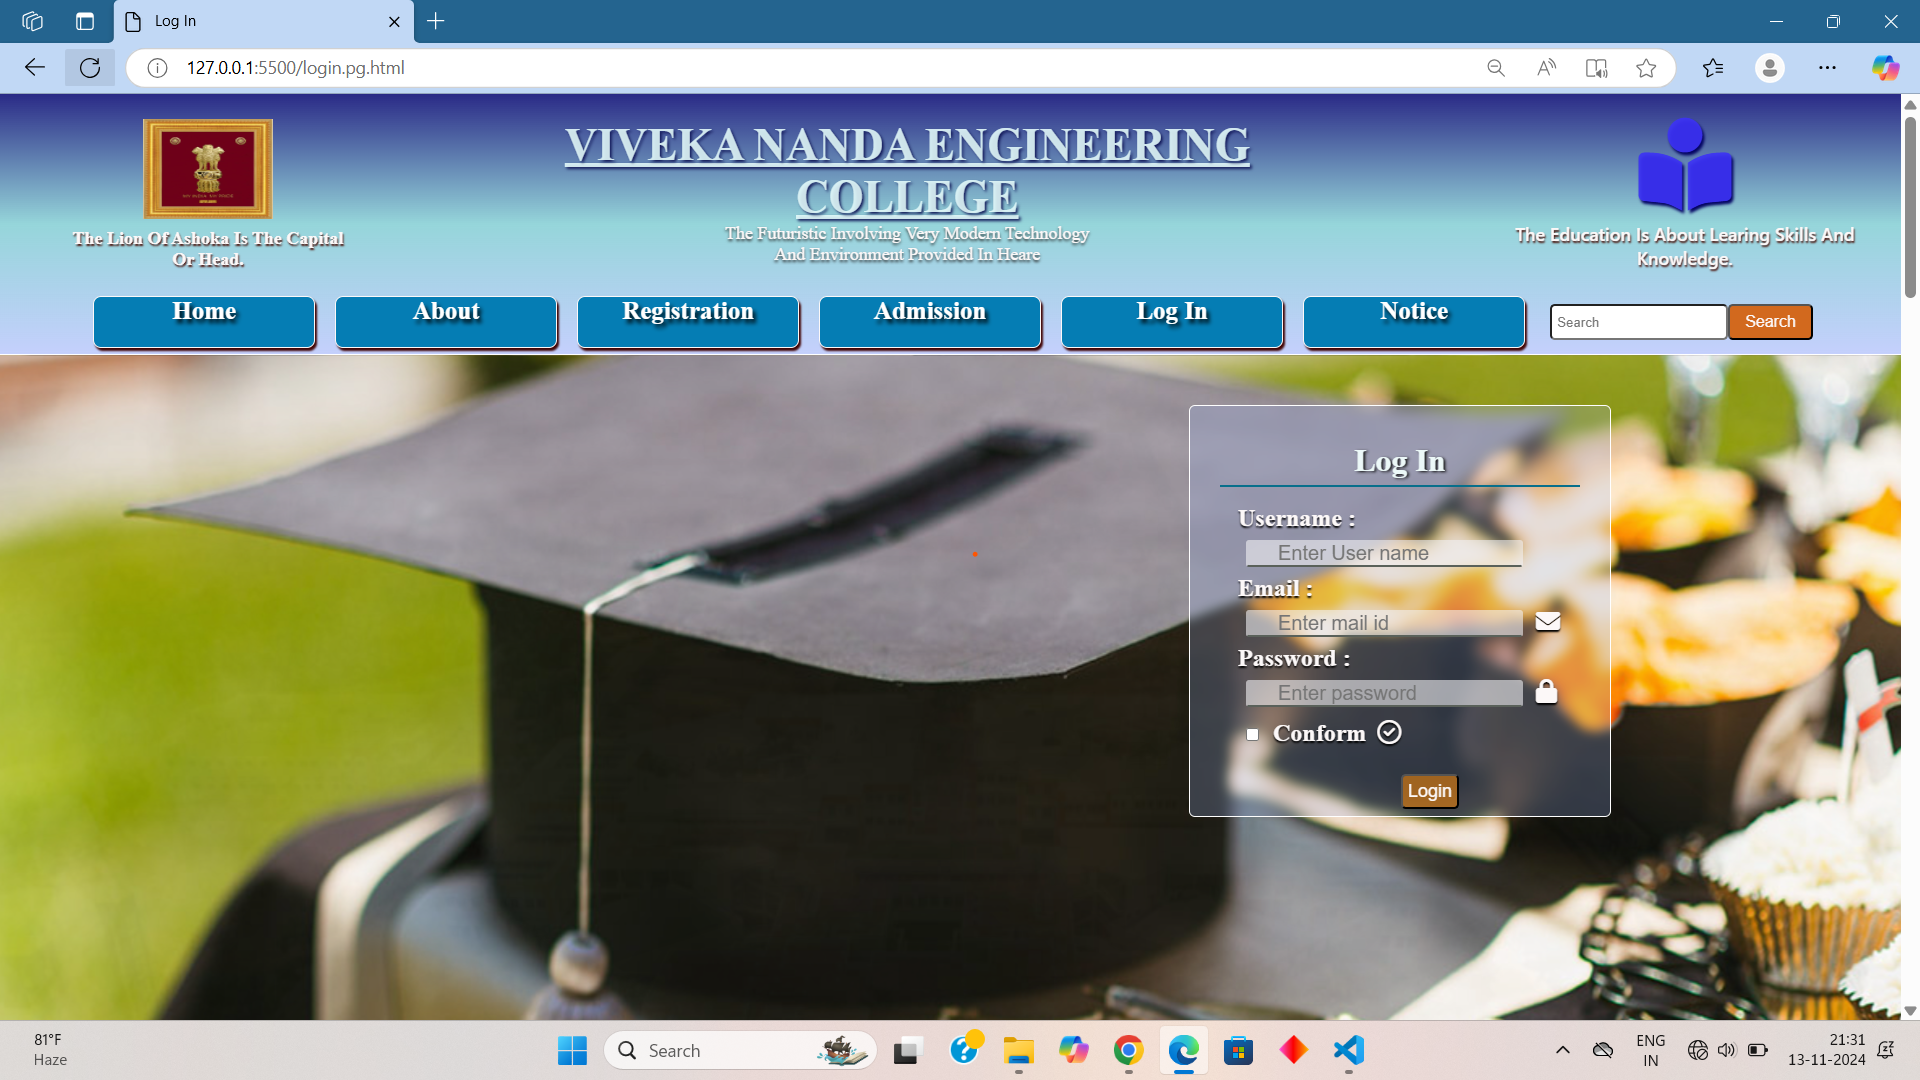 Log In
127.0.0.1:5500/login.pg.html
VIVEKA NANDA ENGINEERING
COLLEGE
The Futuristic Involving Very Modern Technology
And Environment Provided In Heare
The Lion Of Ashoka Is The Capital
Or Head.
The Education Is About Learing Skills And
Knowledge.
Home
About
Registration
Admission
Log In
Notice
Search
Search
Log In
Username :
Enter User name
Email :
Enter mail id
Password :
Enter password
Conform
Login
81°F
Haze
Search
ENG
IN
21:31
13-11-2024